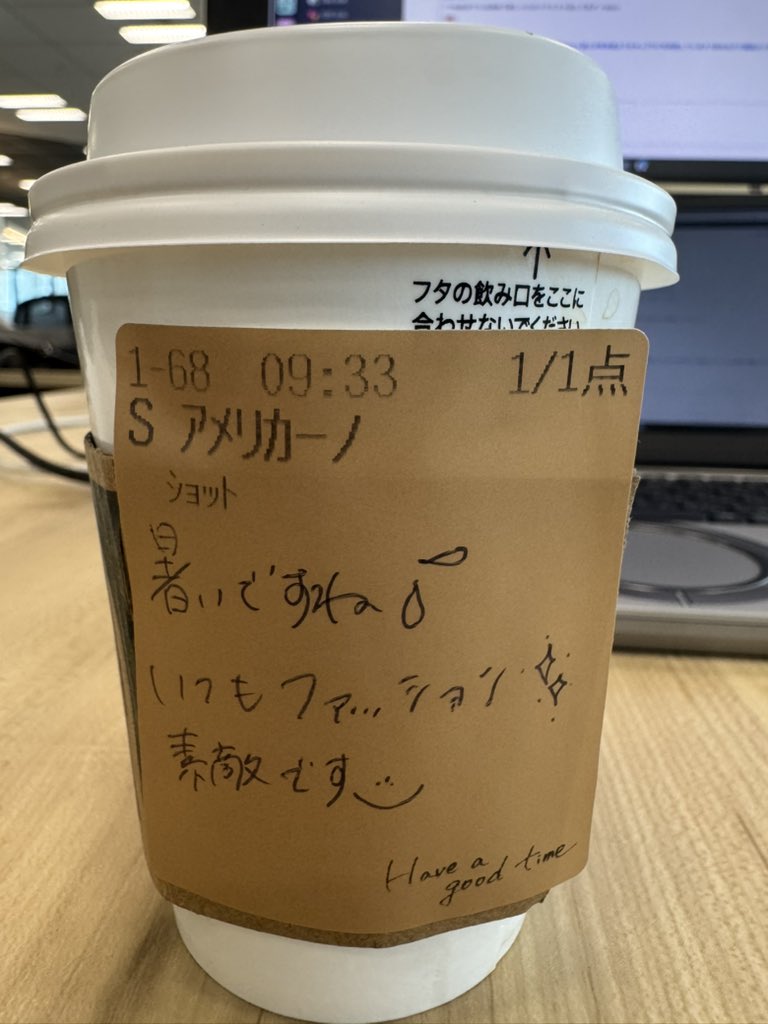 フタの飲み口をここに
合わせないでください
1-68 09:33 1/1点
S アメリカーノ
ショット
暑いですね
いつもファッション
素敵です
Have a
good time